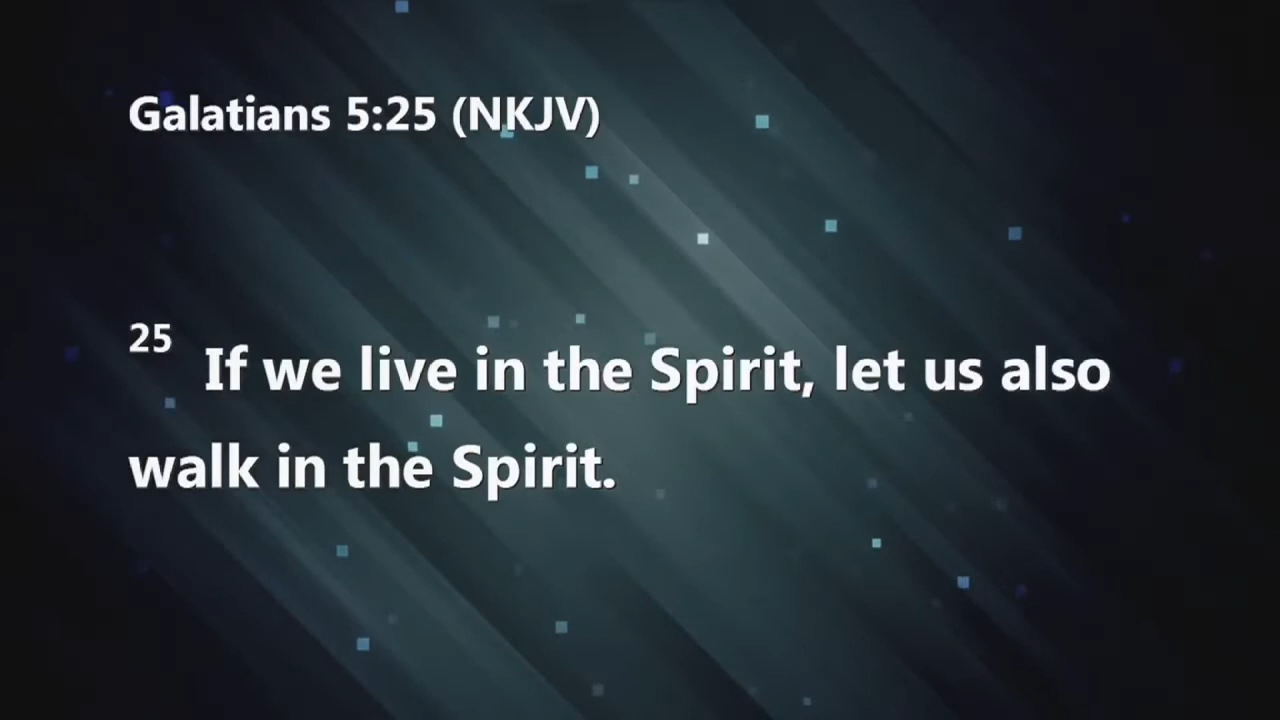 Galatians 5:25 (NKJV)
25 If we live in the Spirit, let us also
walk in the Spirit.